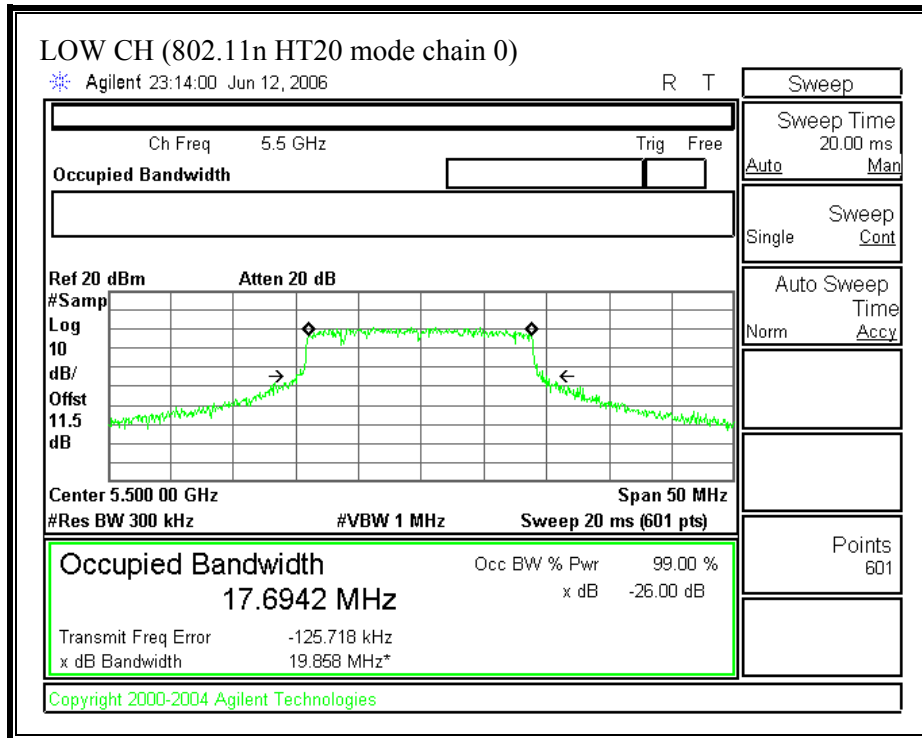 LOW CH (802.11n HT20 mode chain 0)
Agilent 23:14:00 Jun 12, 2006 R T
Sweep
Sweep Time
20.00 ms
Auto Man
Ch Freq 5.5 GHz Trig Free
Occupied Bandwidth
Sweep
Single Cont
Ref 20 dBm Atten 20 dB
Auto Sweep
Time
Norm Accy
#Samp
Log
10
dB/
Offst
11.5
dB
Center 5.500 00 GHz Span 50 MHz
#Res BW 300 kHz #VBW 1 MHz Sweep 20 ms (601 pts)
Points
601
Occupied Bandwidth Occ BW % Pwr 99.00 %
17.6942 MHz x dB -26.00 dB
Transmit Freq Error -125.718 kHz
x dB Bandwidth 19.858 MHz*
Copyright 2000-2004 Agilent Technologies